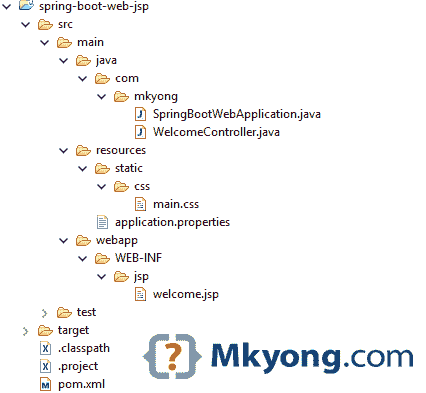 spring-boot-web-jsp
src
main
java
com
mkyong
SpringBootWebApplication.java
WelcomeController.java
resources
static
css
main.css
application.properties
webapp
WEB-INF
jsp
welcome.jsp
test
target
.classpath
.project
pom.xml
{?} Mkyong.com